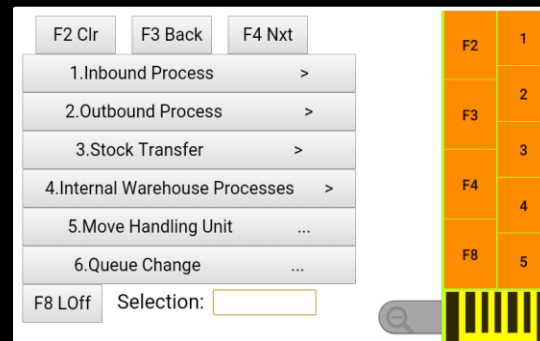 F2 Clr F3 Back F4 Nxt
1.Inbound Process >
2.Outbound Process >
3.Stock Transfer >
4.Internal Warehouse Processes >
5.Move Handling Unit ...
6.Queue Change ...
F8 LOff Selection:
F2
F3
F4
F8
1
2
3
4
5